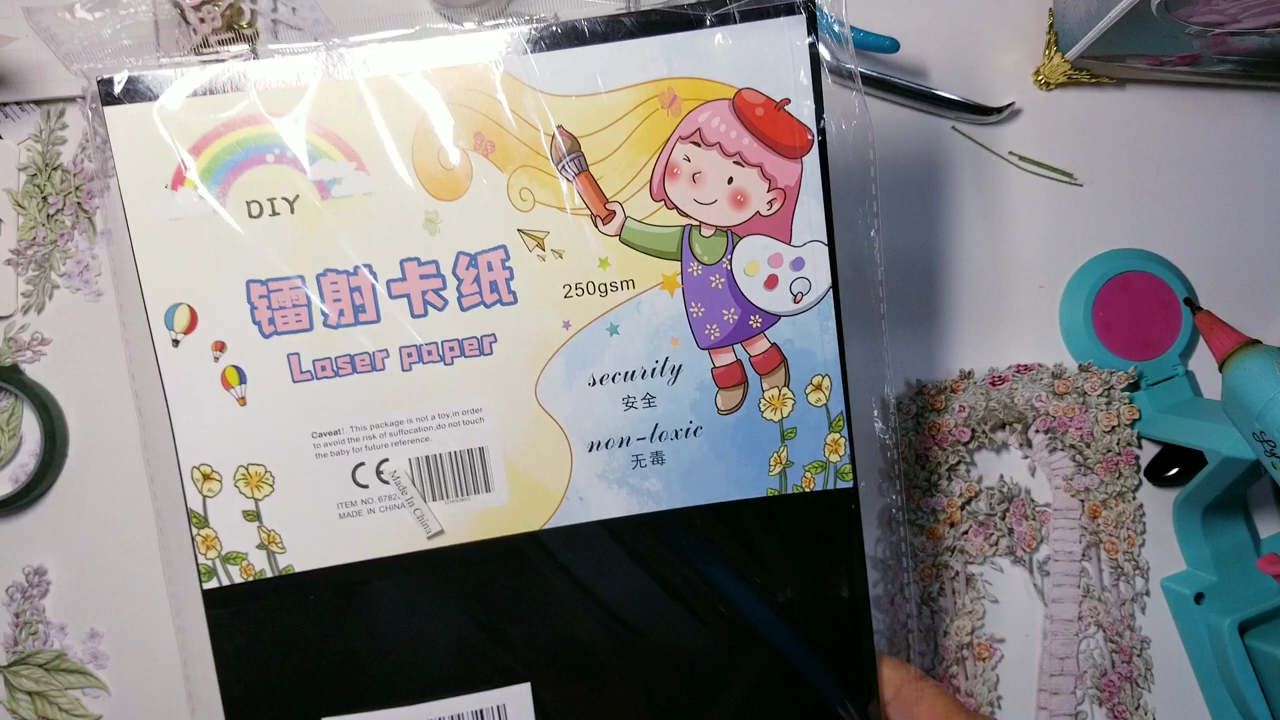 DIY
镭射卡纸
Laser paper
250gsm
security
安全
non-toxic
无毒
Caveat! This package is not a toy,in order
to avoid the risk of suffocation,do not touch
the baby for future reference.
CE
ITEM NO. 678
MADE IN CHINA
Made In China